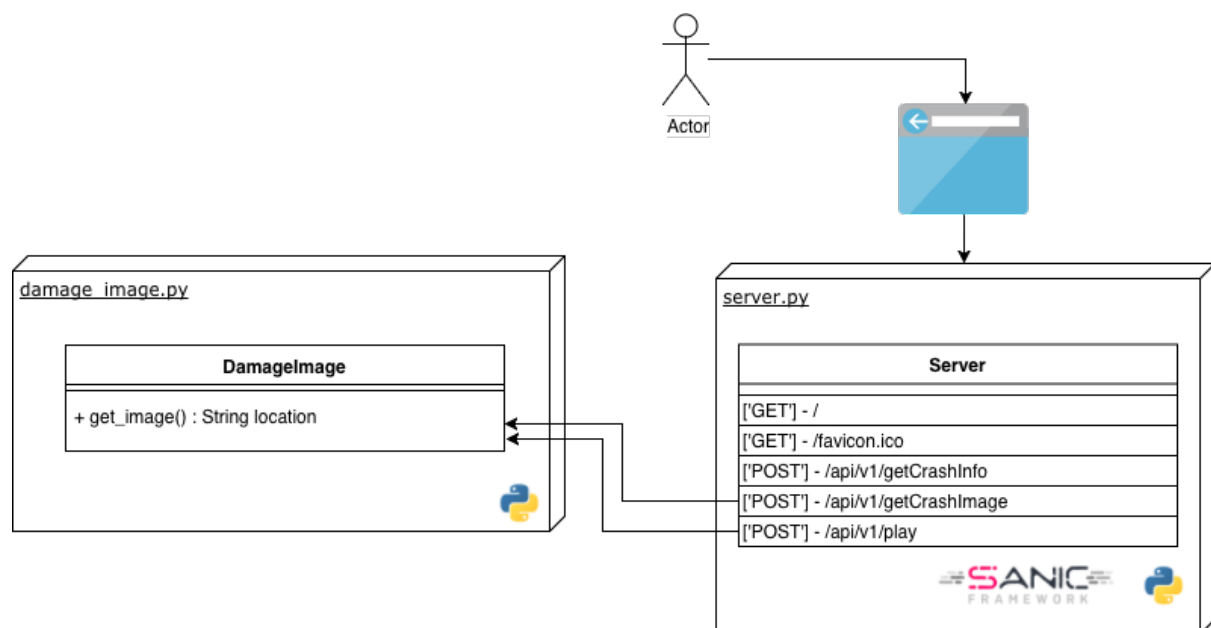 Actor
damage_image.py
DamageImage
+ get_image() : String location
server.py
Server
['GET'] - /
['GET'] - /favicon.ico
['POST'] - /api/v1/getCrashInfo
['POST'] - /api/v1/getCrashImage
['POST'] - /api/v1/play
SANIC
FRAMEWORK